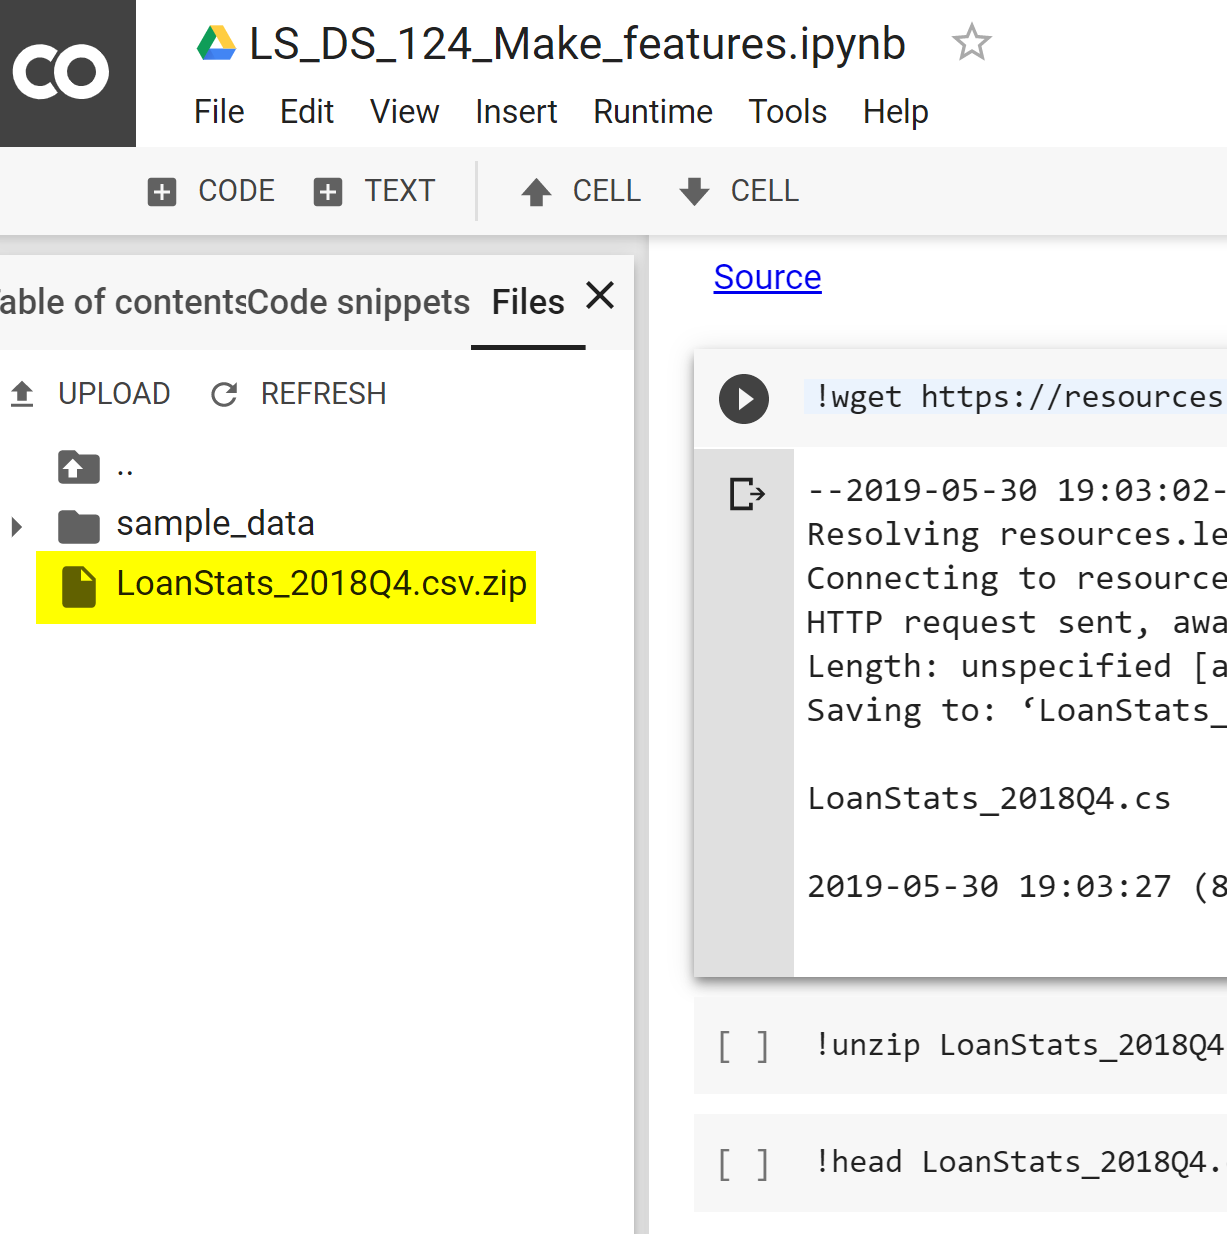 LS_DS_124_Make_features.ipynb
File Edit View Insert Runtime Tools Help
CODE TEXT CELL CELL
able of contents Code snippets Files
UPLOAD REFRESH
..
sample_data
LoanStats_2018Q4.csv.zip
Source
!wget https://resources
--2019-05-30 19:03:02-
Resolving resources.le
Connecting to resource
HTTP request sent, awa
Length: unspecified [a
Saving to: ‘LoanStats_
LoanStats_2018Q4.cs
2019-05-30 19:03:27 (8
[ ] !unzip LoanStats_2018Q4
[ ] !head LoanStats_2018Q4.